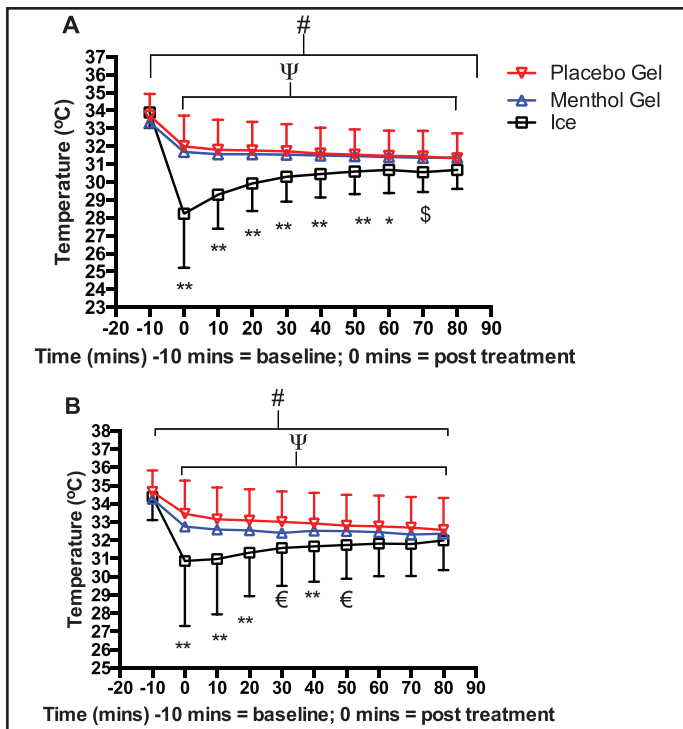 A
#
Ψ
37
36
35
34
33
32
31
30
29
28
27
26
25
24
23
Temperature (ºC)
Placebo Gel
Menthol Gel
Ice
** ** ** ** ** ** * $
-20 -10 0 10 20 30 40 50 60 70 80 90
Time (mins) -10 mins = baseline; 0 mins = post treatment
B
#
Ψ
38
37
36
35
34
33
32
31
30
29
28
27
26
25
Temperature (ºC)
** ** ** € ** €
-20 -10 0 10 20 30 40 50 60 70 80 90
Time (mins) -10 mins = baseline; 0 mins = post treatment